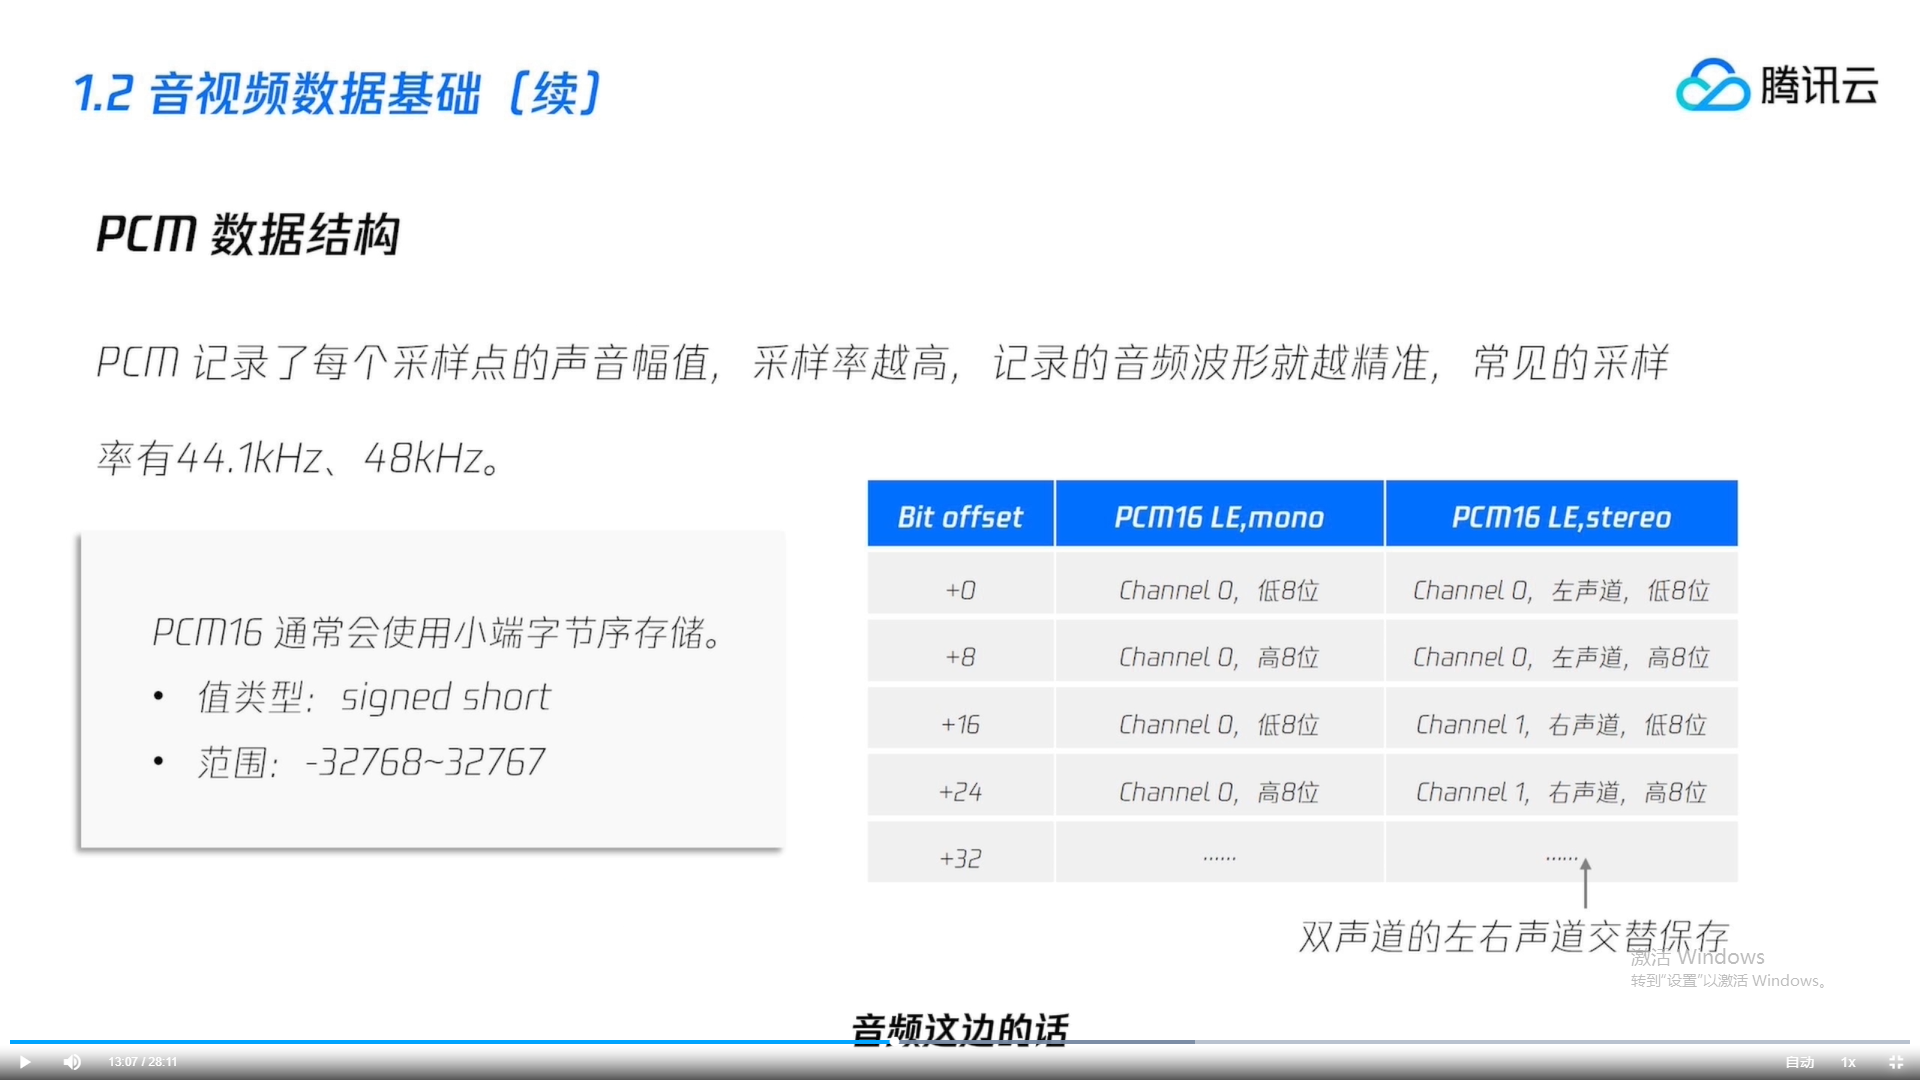 1.2 音视频数据基础（续）
腾讯云
PCM 数据结构
PCM 记录了每个采样点的声音幅值，采样率越高，记录的音频波形就越精准，常见的采样
率有44.1kHz、48kHz。
PCM16 通常会使用小端字节序存储。
• 值类型：signed short
• 范围：-32768~32767
Bit offset PCM16 LE,mono PCM16 LE,stereo
+0 Channel 0，低8位 Channel 0，左声道，低8位
+8 Channel 0，高8位 Channel 0，左声道，高8位
+16 Channel 0，低8位 Channel 1，右声道，低8位
+24 Channel 0，高8位 Channel 1，右声道，高8位
+32 ...... ......
双声道的左右声道交替保存
激活 Windows
转到“设置”以激活 Windows。
音频这边的话
13:07 / 28:11 自动 1x